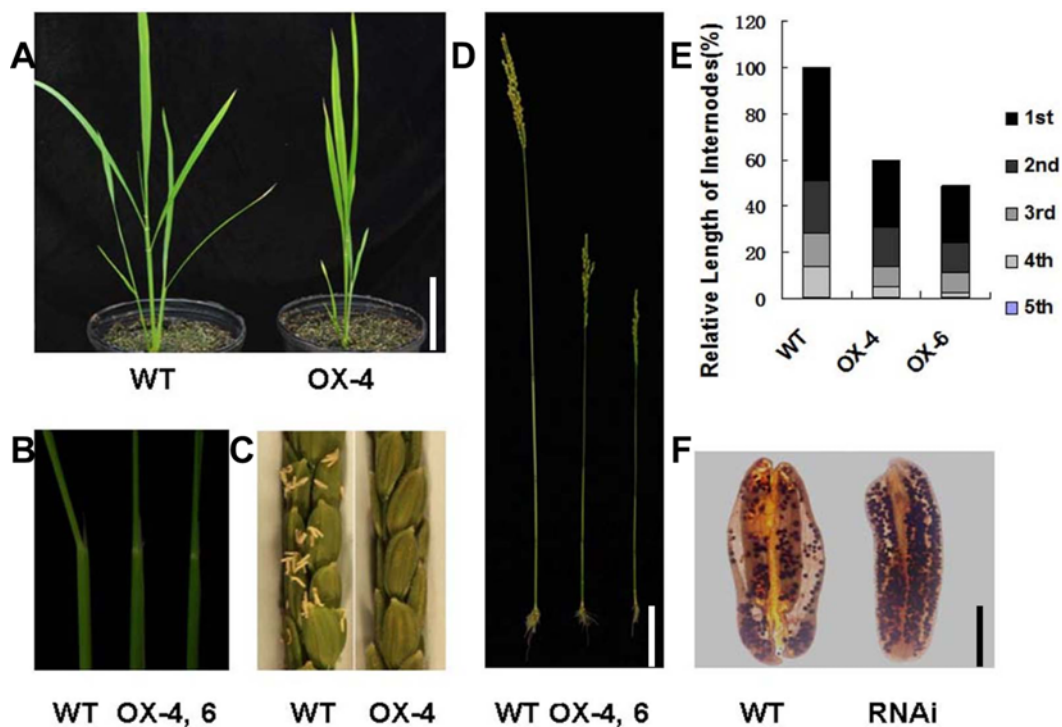 A
WT OX-4
B
WT OX-4, 6
C
WT OX-4
D
WT OX-4, 6
E
Relative Length of Internodes(%)
120
100
80
60
40
20
0
WT
OX-4
OX-6
1st
2nd
3rd
4th
5th
F
WT RNAi